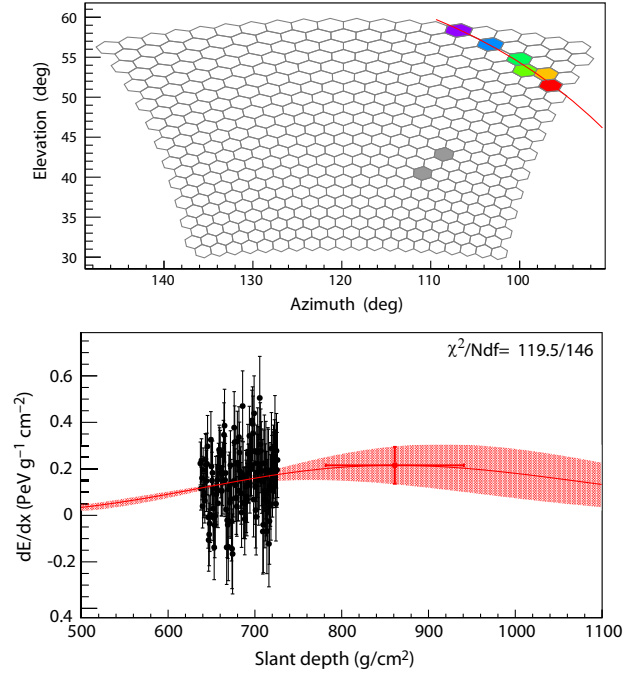 60
55
50
45
40
35
30
Elevation (deg)
140 130 120 110 100
Azimuth (deg)
χ²/Ndf= 119.5/146
0.6
0.4
0.2
0
-0.2
0.4
dE/dx (PeV g⁻¹ cm⁻²)
500 600 700 800 900 1000 1100
Slant depth (g/cm²)